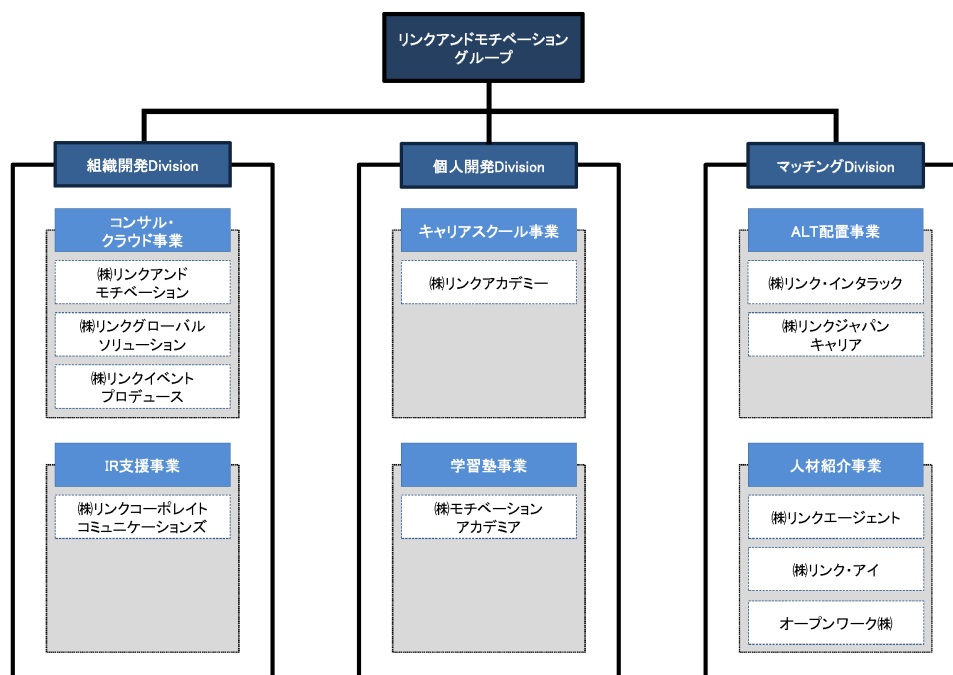 リンクアンドモチベーション
グループ
組織開発Division
コンサル・
クラウド事業
㈱リンクアンド
モチベーション
㈱リンクグローバル
ソリューション
㈱リンクイベント
プロデュース
IR支援事業
㈱リンクコーポレイト
コミュニケーションズ
個人開発Division
キャリアスクール事業
㈱リンクアカデミー
学習塾事業
㈱モチベーション
アカデミア
マッチングDivision
ALT配置事業
㈱リンク・インタラック
㈱リンクジャパン
キャリア
人材紹介事業
㈱リンクエージェント
㈱リンク・アイ
オープンワーク㈱